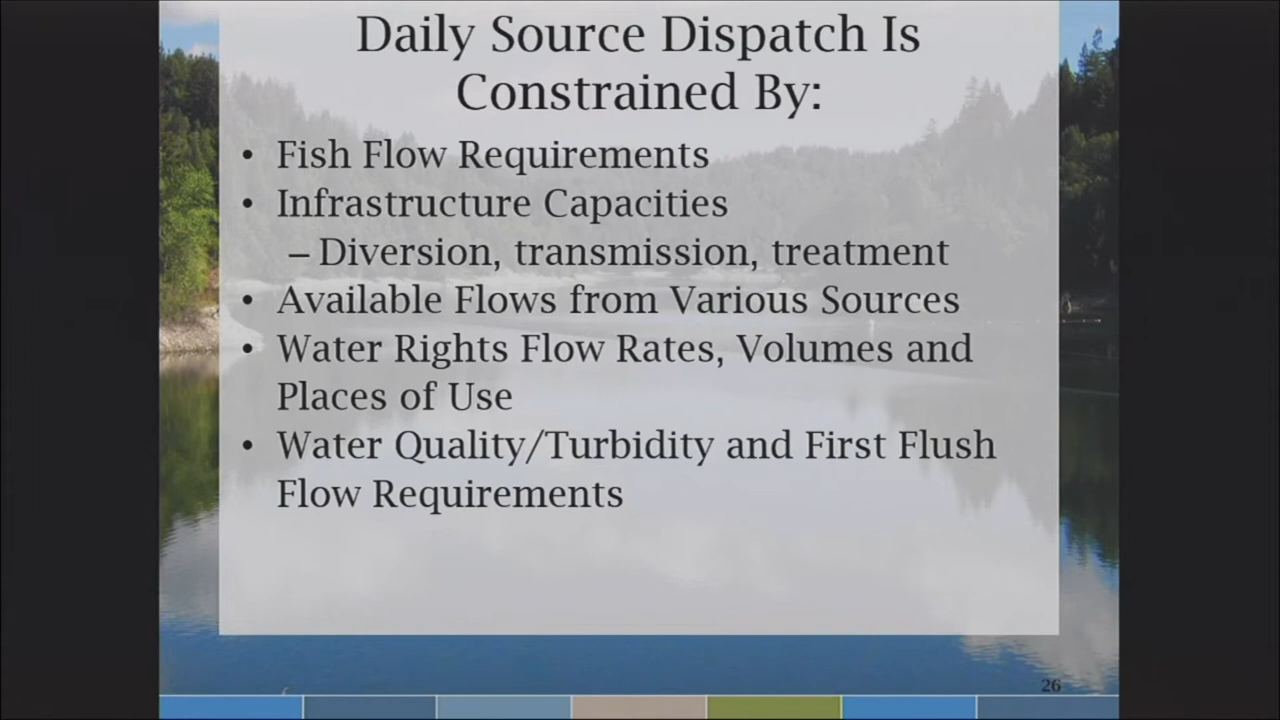 Daily Source Dispatch Is
Constrained By:
• Fish Flow Requirements
• Infrastructure Capacities
– Diversion, transmission, treatment
• Available Flows from Various Sources
• Water Rights Flow Rates, Volumes and
Places of Use
• Water Quality/Turbidity and First Flush
Flow Requirements
26